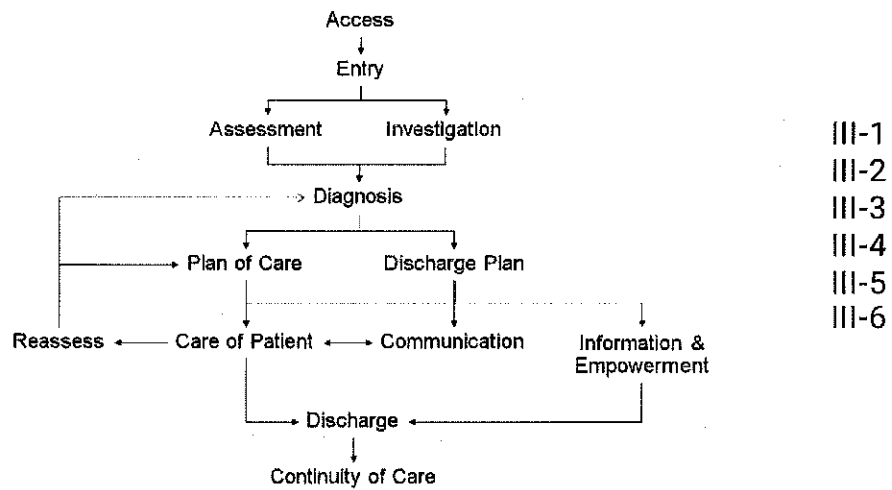 Access
Entry
Assessment Investigation
Diagnosis
Plan of Care Discharge Plan
Reassess Care of Patient Communication Information &
Empowerment
Discharge
Continuity of Care
III-1
III-2
III-3
III-4
III-5
III-6